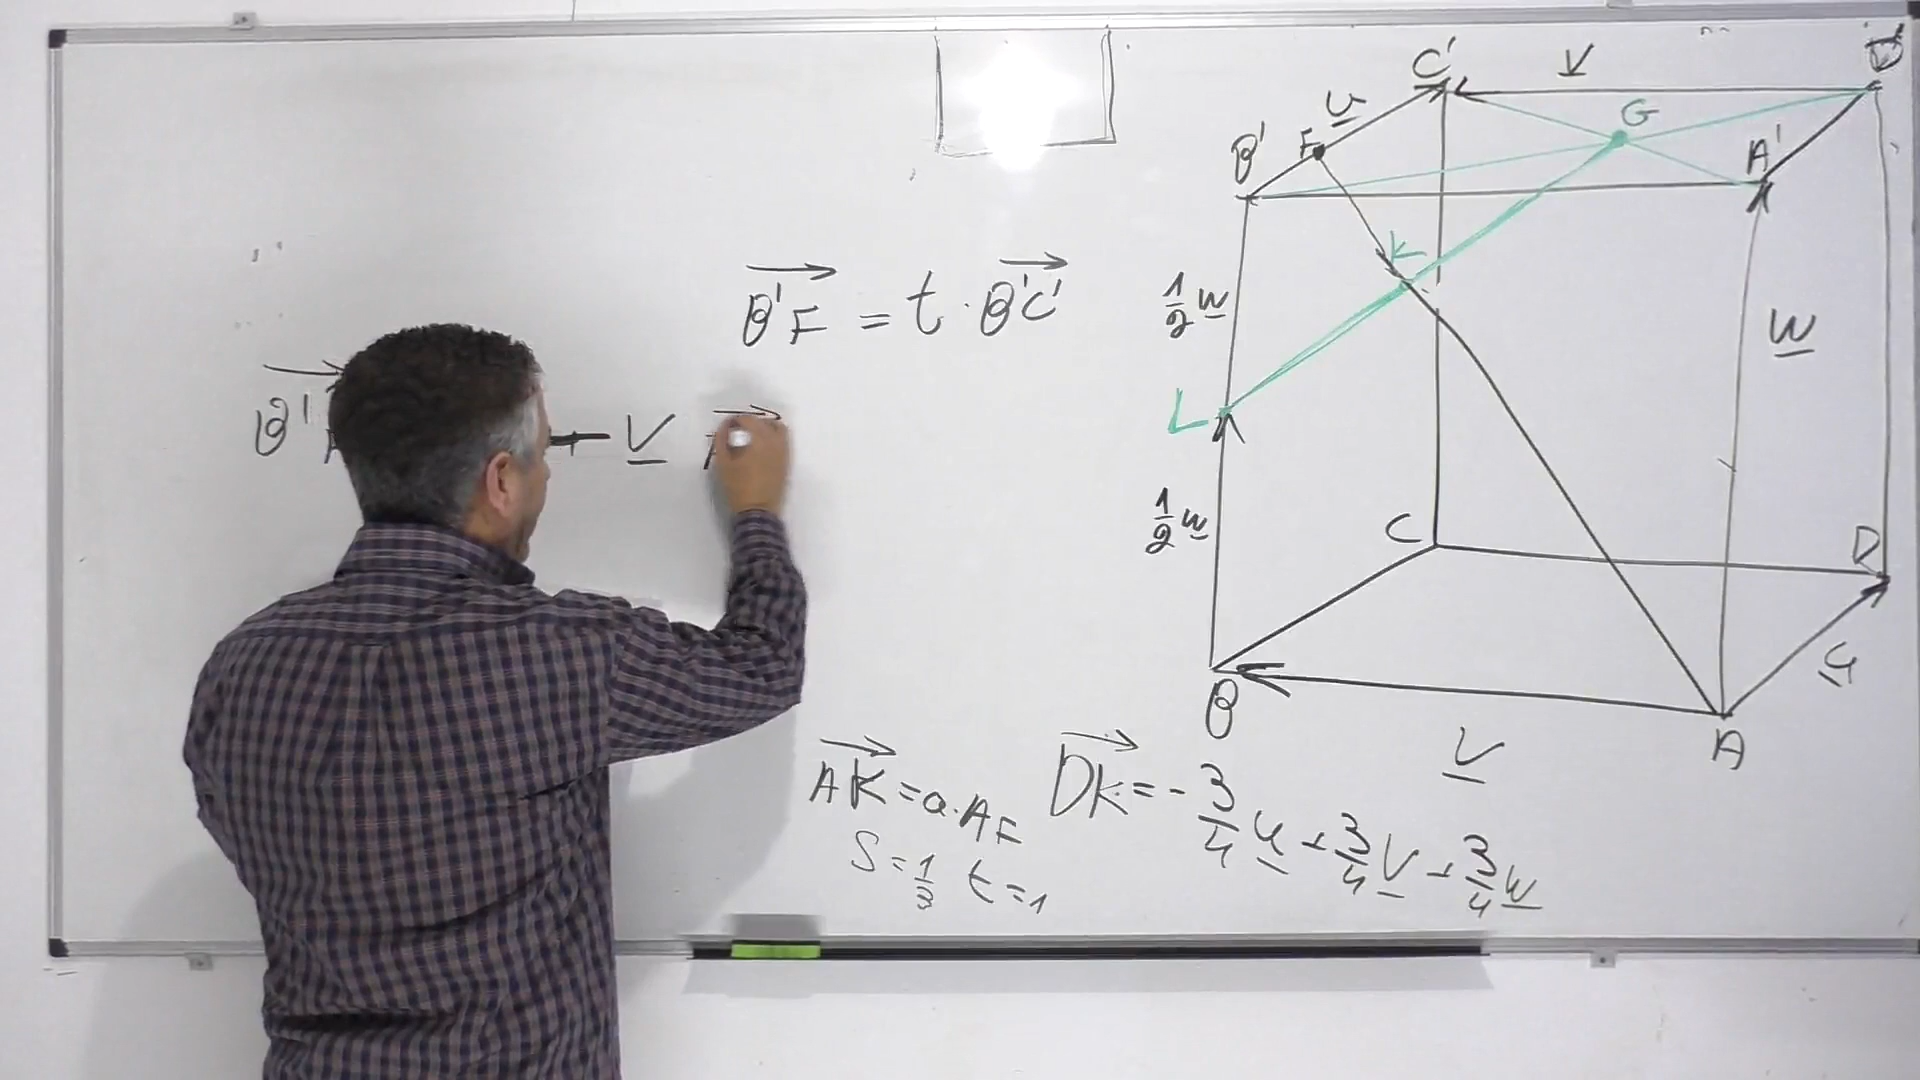 B'F = t · B'C'
B' + v
AK = a · AF
S = 1/3 t = 1
DK = - 3/4 u + 3/4 v + 3/4 w
C' v
u G
B' F A'
K
1/2 w w
L
1/2 w C D
u
B v A